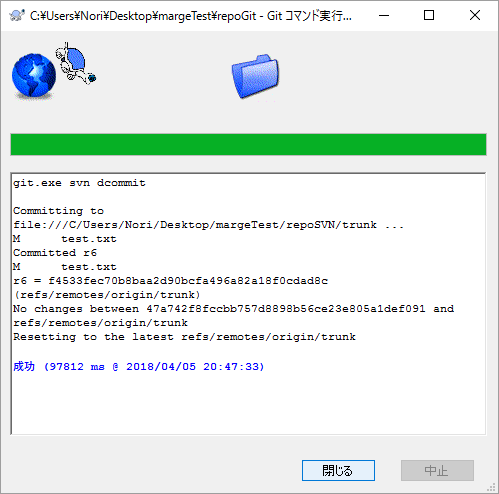 C:¥Users¥Nori¥Desktop¥margeTest¥repoGit - Git コマンド実行...
git.exe svn dcommit
Committing to
file:///C/Users/Nori/Desktop/margeTest/repoSVN/trunk ...
M test.txt
Committed r6
M test.txt
r6 = f4533fec70b8baa2d90bcfa496a82a18f0cdad8c
(refs/remotes/origin/trunk)
No changes between 47a742f8fccbb757d8898b56ce23e805a1def091 and
refs/remotes/origin/trunk
Resetting to the latest refs/remotes/origin/trunk
成功 (97812 ms @ 2018/04/05 20:47:33)
閉じる
中止